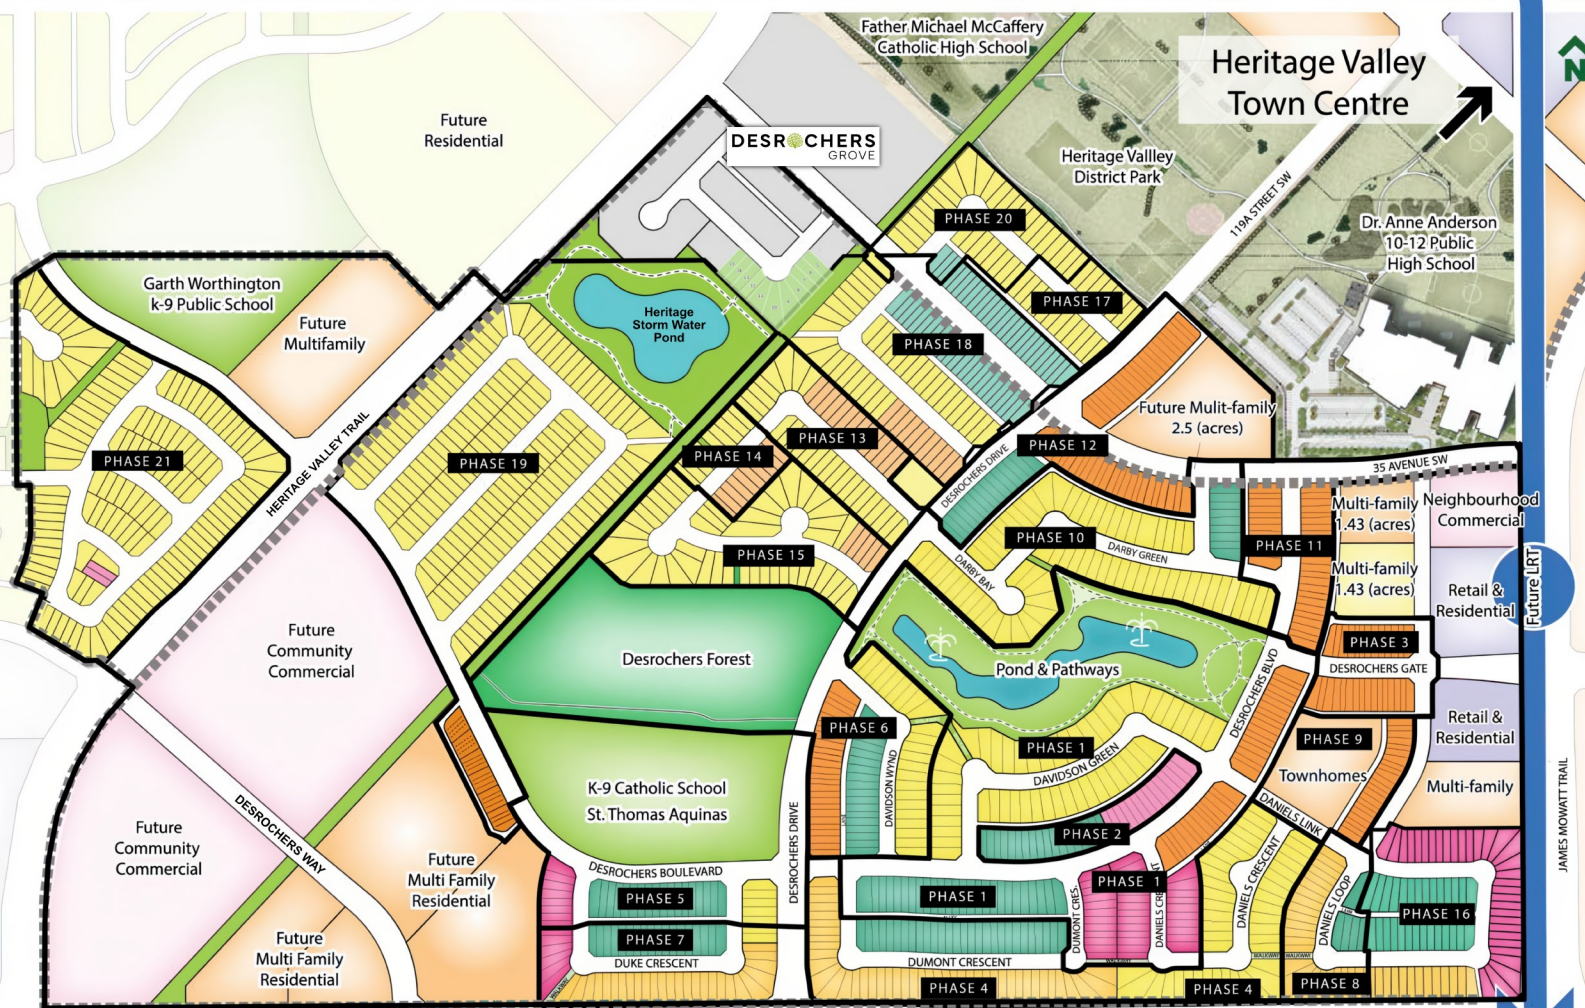 Father Michael McCaffery
Catholic High School
Heritage Valley
Town Centre
N
Future
Residential
DESROCHERS
GROVE
Heritage Vallley
District Park
119A STREET SW
Dr. Anne Anderson
10-12 Public
High School
PHASE 20
Garth Worthington
k-9 Public School
Future
Multifamily
Heritage
Storm Water
Pond
PHASE 17
PHASE 18
Future Mulit-family
2.5 (acres)
PHASE 21
HERITAGE VALLEY TRAIL
PHASE 19
PHASE 14
PHASE 13
PHASE 12
DESROCHERS DRIVE
35 AVENUE SW
Multi-family
1.43 (acres)
Neighbourhood
Commercial
PHASE 15
PHASE 10
DARBY GREEN
DARBY BAY
PHASE 11
Multi-family
1.43 (acres)
Retail &
Residential
Future LRT
Future
Community
Commercial
Desrochers Forest
Pond & Pathways
DESROCHERS BLVD
PHASE 3
DESROCHERS GATE
PHASE 6
DAVIDSON WYND
PHASE 1
DAVIDSON GREEN
PHASE 9
Townhomes
Retail &
Residential
Multi-family
K-9 Catholic School
St. Thomas Aquinas
DESROCHERS DRIVE
PHASE 2
DANIELS LINK
JAMES MOWATT TRAIL
Future
Community
Commercial
DESROCHERS WAY
Future
Multi Family
Residential
DESROCHERS BOULEVARD
PHASE 5
PHASE 1
PHASE 1
DUMONT CRES.
DANIELS CRE
DANIELS CRESCENT
DANIELS LOOP
PHASE 16
PHASE 7
DUKE CRESCENT
WALKWAY
DUMONT CRESCENT
WALKWAY
WALKWAY
Future
Multi Family
Residential
PHASE 4
PHASE 4
PHASE 8